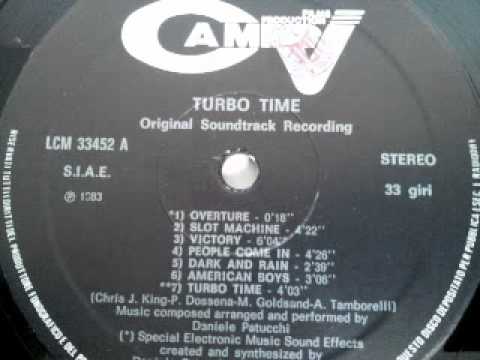 FILMS
PRODUCTION
CAM
TURBO TIME
Original Soundtrack Recording
LCM 33452 A
S.I.A.E.
℗ 1983
STEREO
33 giri
*1) OVERTURE - 0'18''
2) SLOT MACHINE - 4'22''
3) VICTORY - 6'04''
4) PEOPLE COME IN - 4'26''
5) DARK AND RAIN - 2'39''
6) AMERICAN BOYS - 3'06''
**7) TURBO TIME - 4'03''
(Chris J. King-P. Dossena-M. Goldsand-A. Tamborelli)
Music composed arranged and performed by
Daniele Patucchi
(*) Special Electronic Music Sound Effects
created and synthesized by